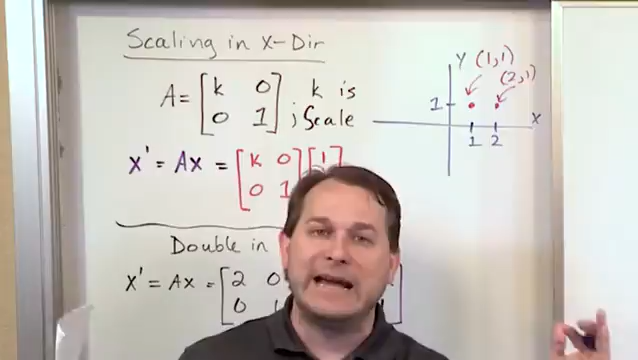 Scaling in X-Dir
A = [k 0
0 1] ; k is Scale
X' = AX = [k 0
0 1] [1
Double in
X' = AX = [2 0
0 1
Y (1,1)
(2,1)
1
X
1 2